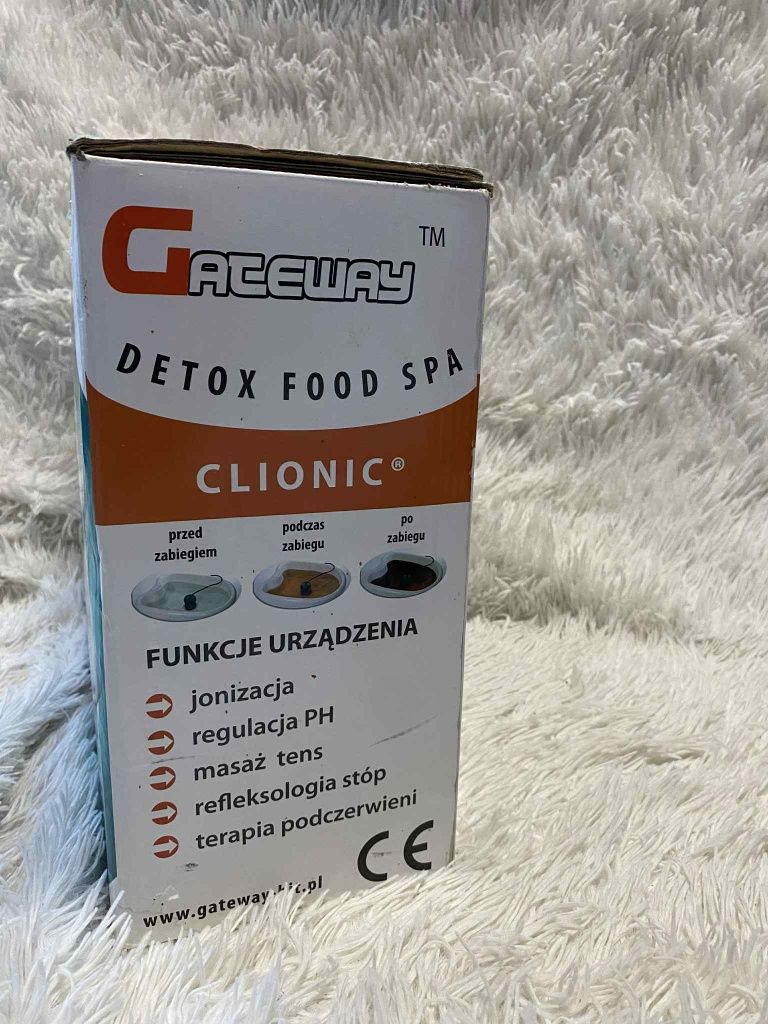 GATEWAY TM
DETOX FOOD SPA
CLIONIC®
przed zabiegiem
podczas zabiegu
po zabiegu
FUNKCJE URZĄDZENIA
jonizacja
regulacja PH
masaż tens
refleksologia stóp
terapia podczerwieni
CE